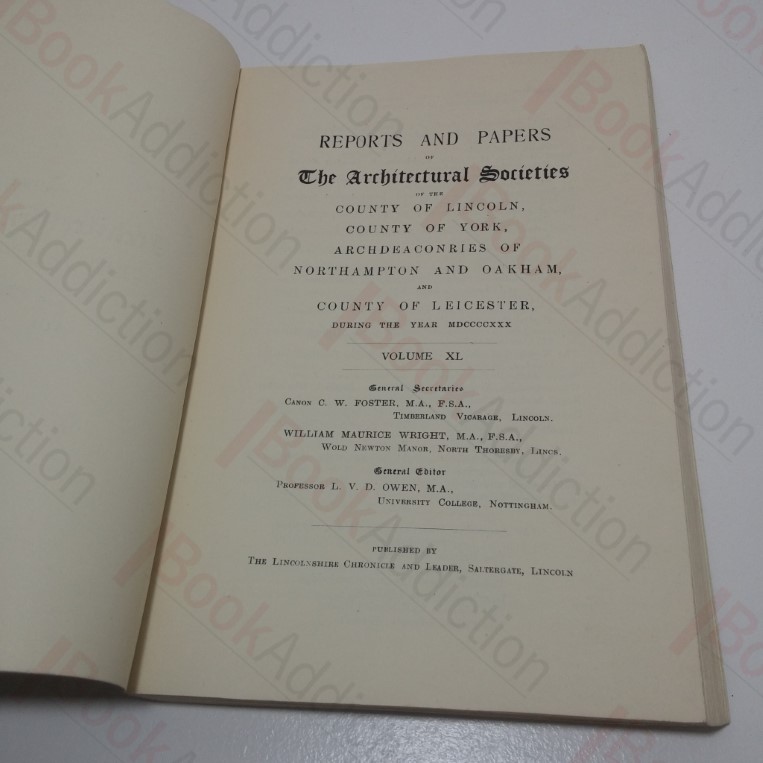 REPORTS AND PAPERS
OF
The Architectural Societies
OF THE
COUNTY OF LINCOLN,
COUNTY OF YORK,
ARCHDEACONRIES OF
NORTHAMPTON AND OAKHAM,
AND
COUNTY OF LEICESTER,
DURING THE YEAR MDCCCCXXX
VOLUME XL
General Secretaries
CANON C. W. FOSTER, M.A., F.S.A.,
TIMBERLAND VICARAGE, LINCOLN.
WILLIAM MAURICE WRIGHT, M.A., F.S.A.,
WOLD NEWTON MANOR, NORTH THORESBY, LINCS.
General Editor
PROFESSOR L. V. D. OWEN, M.A.,
UNIVERSITY COLLEGE, NOTTINGHAM.
PUBLISHED BY
THE LINCOLNSHIRE CHRONICLE AND LEADER, SALTERGATE, LINCOLN
BookAddiction